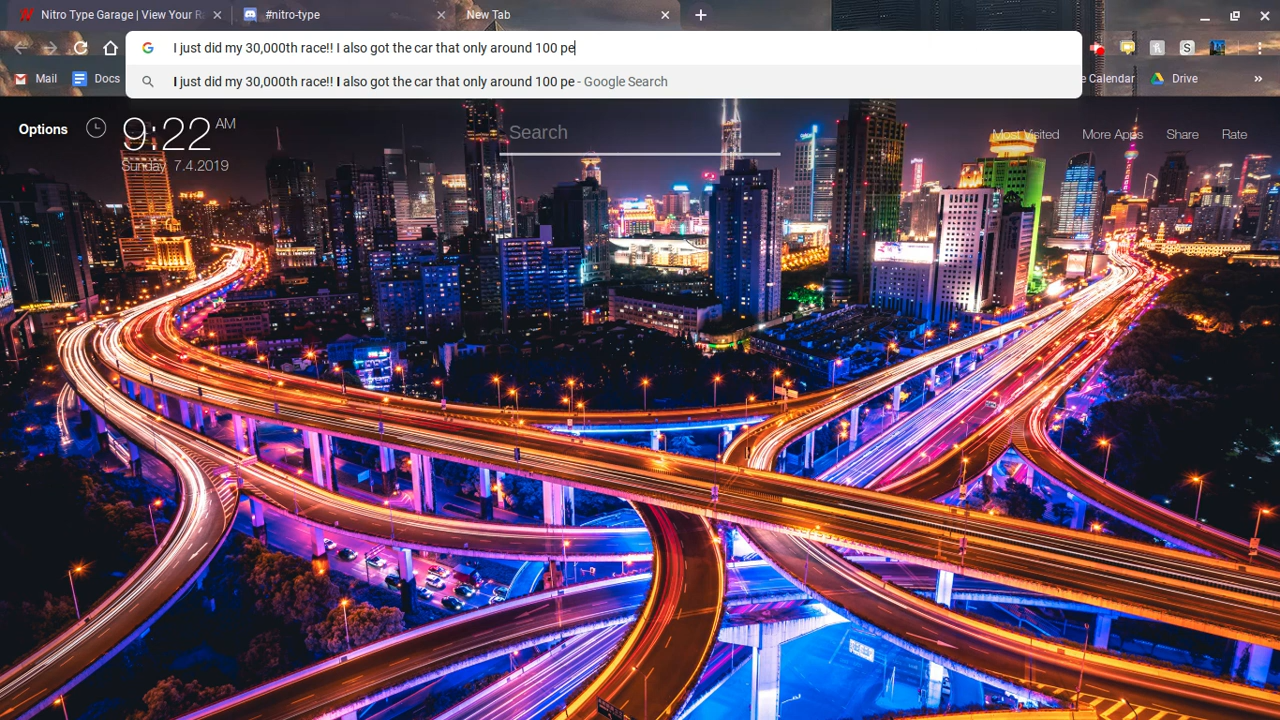 Nitro Type Garage | View Your Ra
#nitro-type
New Tab
I just did my 30,000th race!! I also got the car that only around 100 pe
Mail
Docs
I just did my 30,000th race!! I also got the car that only around 100 pe - Google Search
e Calendar
Drive
»
Options
9:22 AM
Search
Most Visited
More Apps
Share
Rate
Sunday 7.4.2019